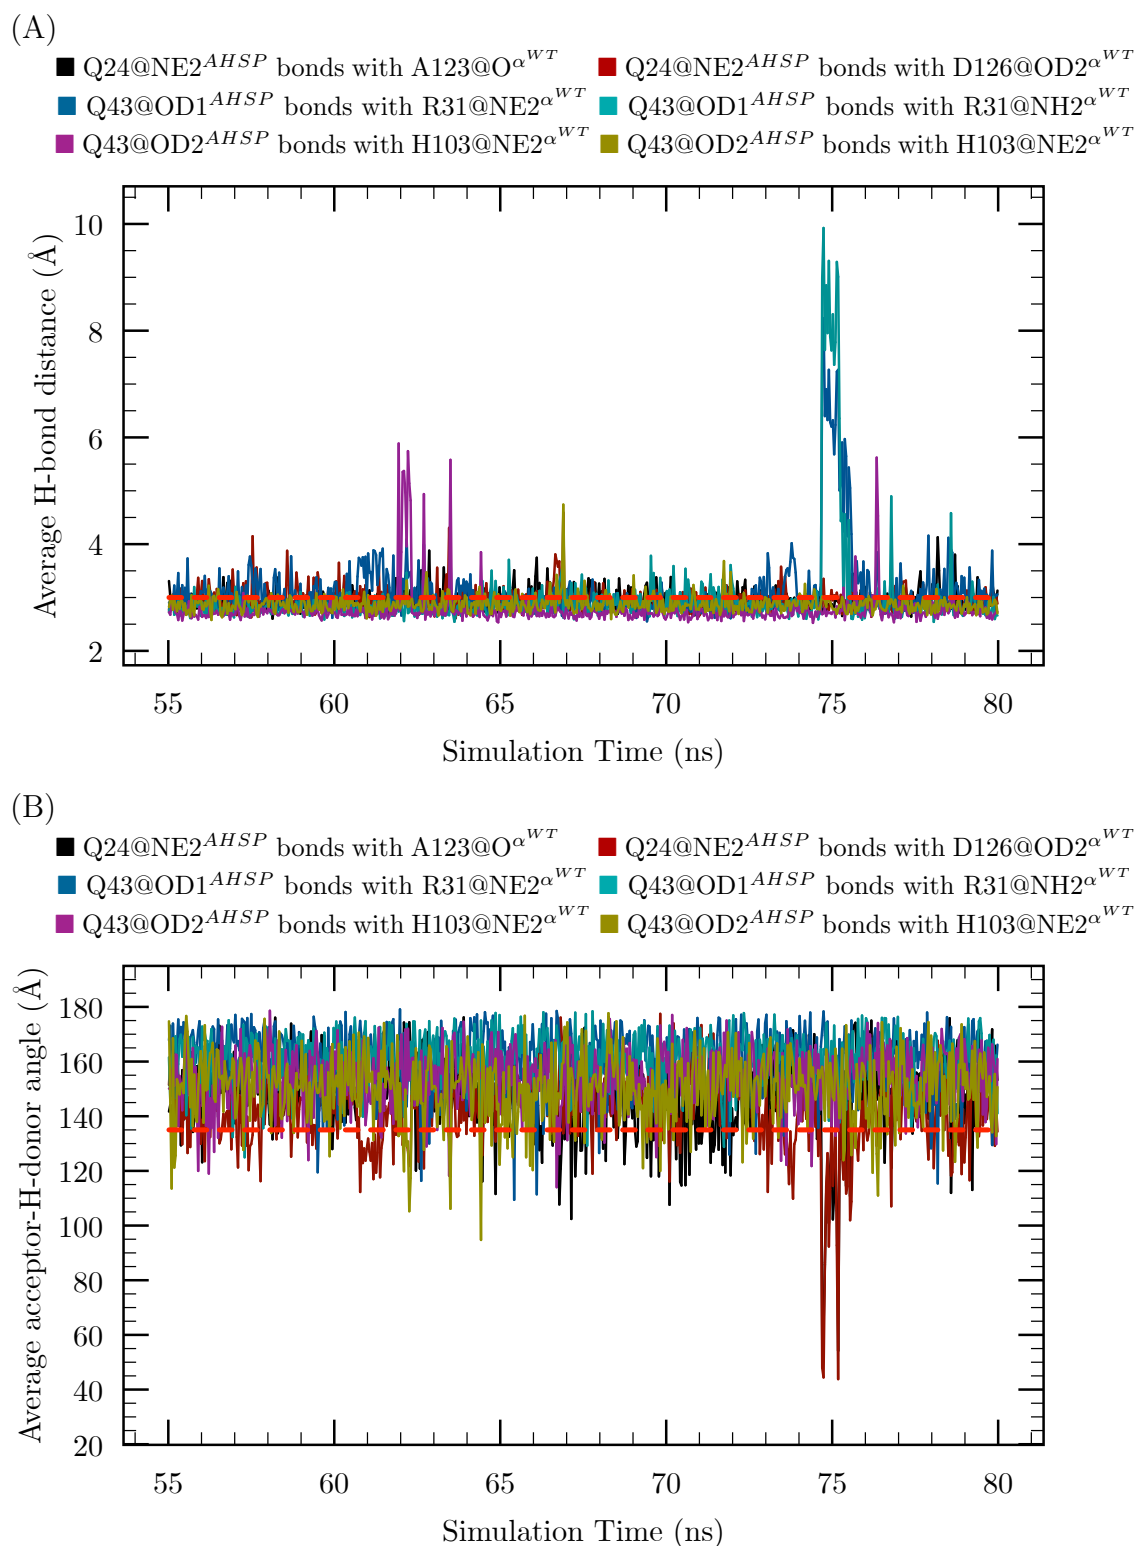 (A)
Q24@NE2^AHSP bonds with A123@O^α^WT Q24@NE2^AHSP bonds with D126@OD2^α^WT
Q43@OD1^AHSP bonds with R31@NE2^α^WT Q43@OD1^AHSP bonds with R31@NH2^α^WT
Q43@OD2^AHSP bonds with H103@NE2^α^WT Q43@OD2^AHSP bonds with H103@NE2^α^WT
Average H-bond distance (Å)
10
8
6
4
2
55 60 65 70 75 80
Simulation Time (ns)
(B)
Q24@NE2^AHSP bonds with A123@O^α^WT Q24@NE2^AHSP bonds with D126@OD2^α^WT
Q43@OD1^AHSP bonds with R31@NE2^α^WT Q43@OD1^AHSP bonds with R31@NH2^α^WT
Q43@OD2^AHSP bonds with H103@NE2^α^WT Q43@OD2^AHSP bonds with H103@NE2^α^WT
Average acceptor-H-donor angle (Å)
180
160
140
120
100
80
60
40
20
55 60 65 70 75 80
Simulation Time (ns)